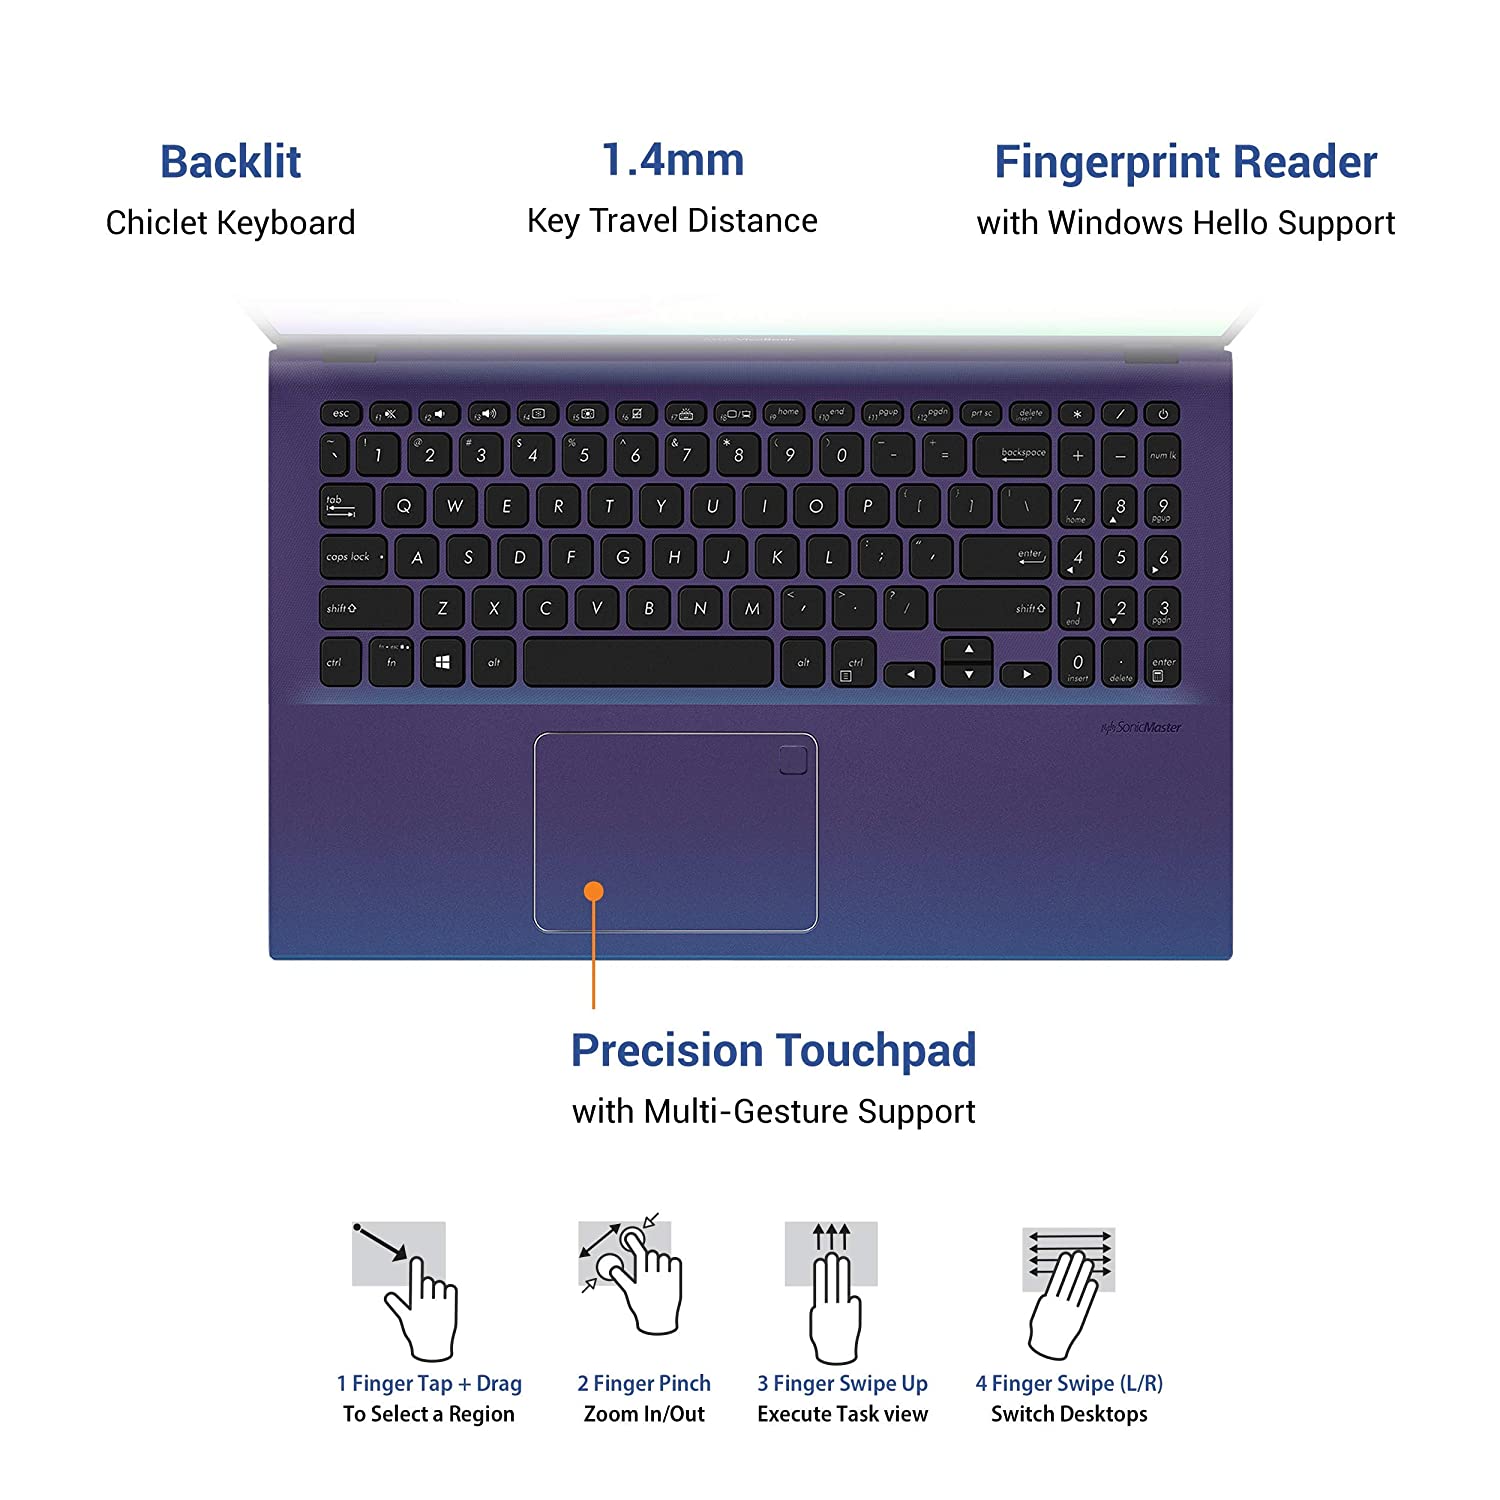 Backlit
Chiclet Keyboard
1.4mm
Key Travel Distance
Fingerprint Reader
with Windows Hello Support
VivoBook
esc f1 f2 f3 f4 f5 f6 f7 f8 f9 home f10 end f11 pgup f12 pgdn prt sc delete insert * / 
~ ` ! 1 @ 2 # 3 $ 4 % 5 ^ 6 & 7 * 8 ( 9 ) 0 _ - + = backspace + - num lk
tab Q W E R T Y U I O P { [ } ] | \ 7 home 8 9 pgup
caps lock A S D F G H J K L : ; " ' enter 4 5 6
shift Z X C V B N M < , > . ? / shift 1 end 2 3 pgdn
ctrl fn esc fn alt alt ctrl 0 insert . delete enter
SonicMaster
Precision Touchpad
with Multi-Gesture Support
1 Finger Tap + Drag
To Select a Region
2 Finger Pinch
Zoom In/Out
3 Finger Swipe Up
Execute Task view
4 Finger Swipe (L/R)
Switch Desktops